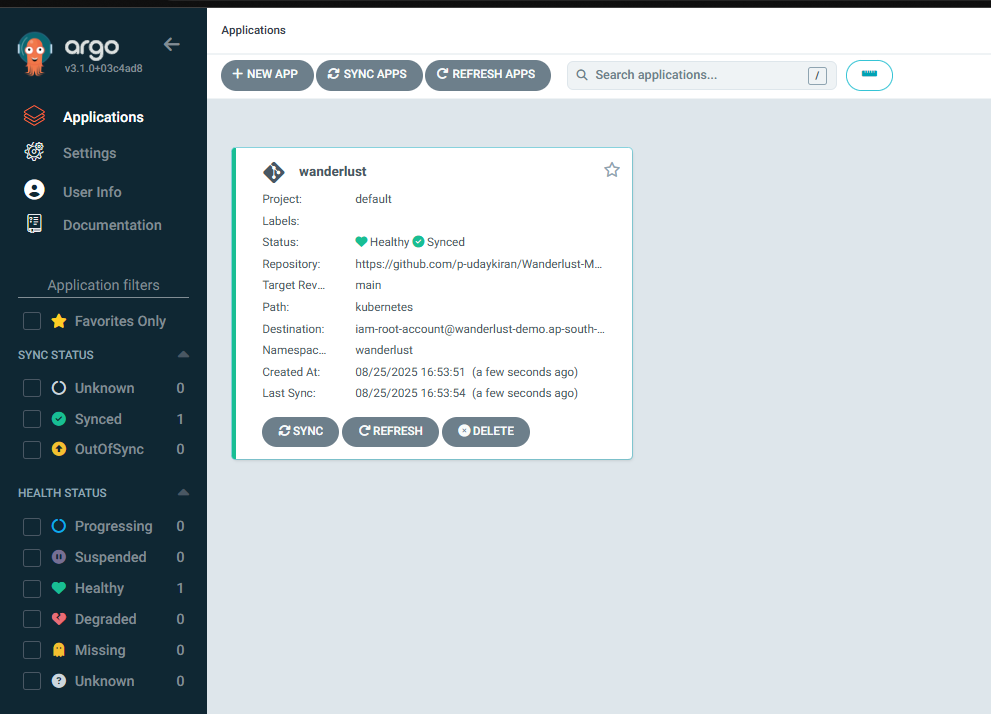 argo
v3.1.0+03c4ad8
Applications
Settings
User Info
Documentation
Application filters
Favorites Only
SYNC STATUS
Unknown 0
Synced 1
OutOfSync 0
HEALTH STATUS
Progressing 0
Suspended 0
Healthy 1
Degraded 0
Missing 0
Unknown 0
Applications
NEW APP SYNC APPS REFRESH APPS Search applications... /
wanderlust
Project: default
Labels:
Status: Healthy Synced
Repository: https://github.com/p-udaykiran/Wanderlust-M...
Target Rev... main
Path: kubernetes
Destination: iam-root-account@wanderlust-demo.ap-south-...
Namespac... wanderlust
Created At: 08/25/2025 16:53:51 (a few seconds ago)
Last Sync: 08/25/2025 16:53:54 (a few seconds ago)
SYNC REFRESH DELETE